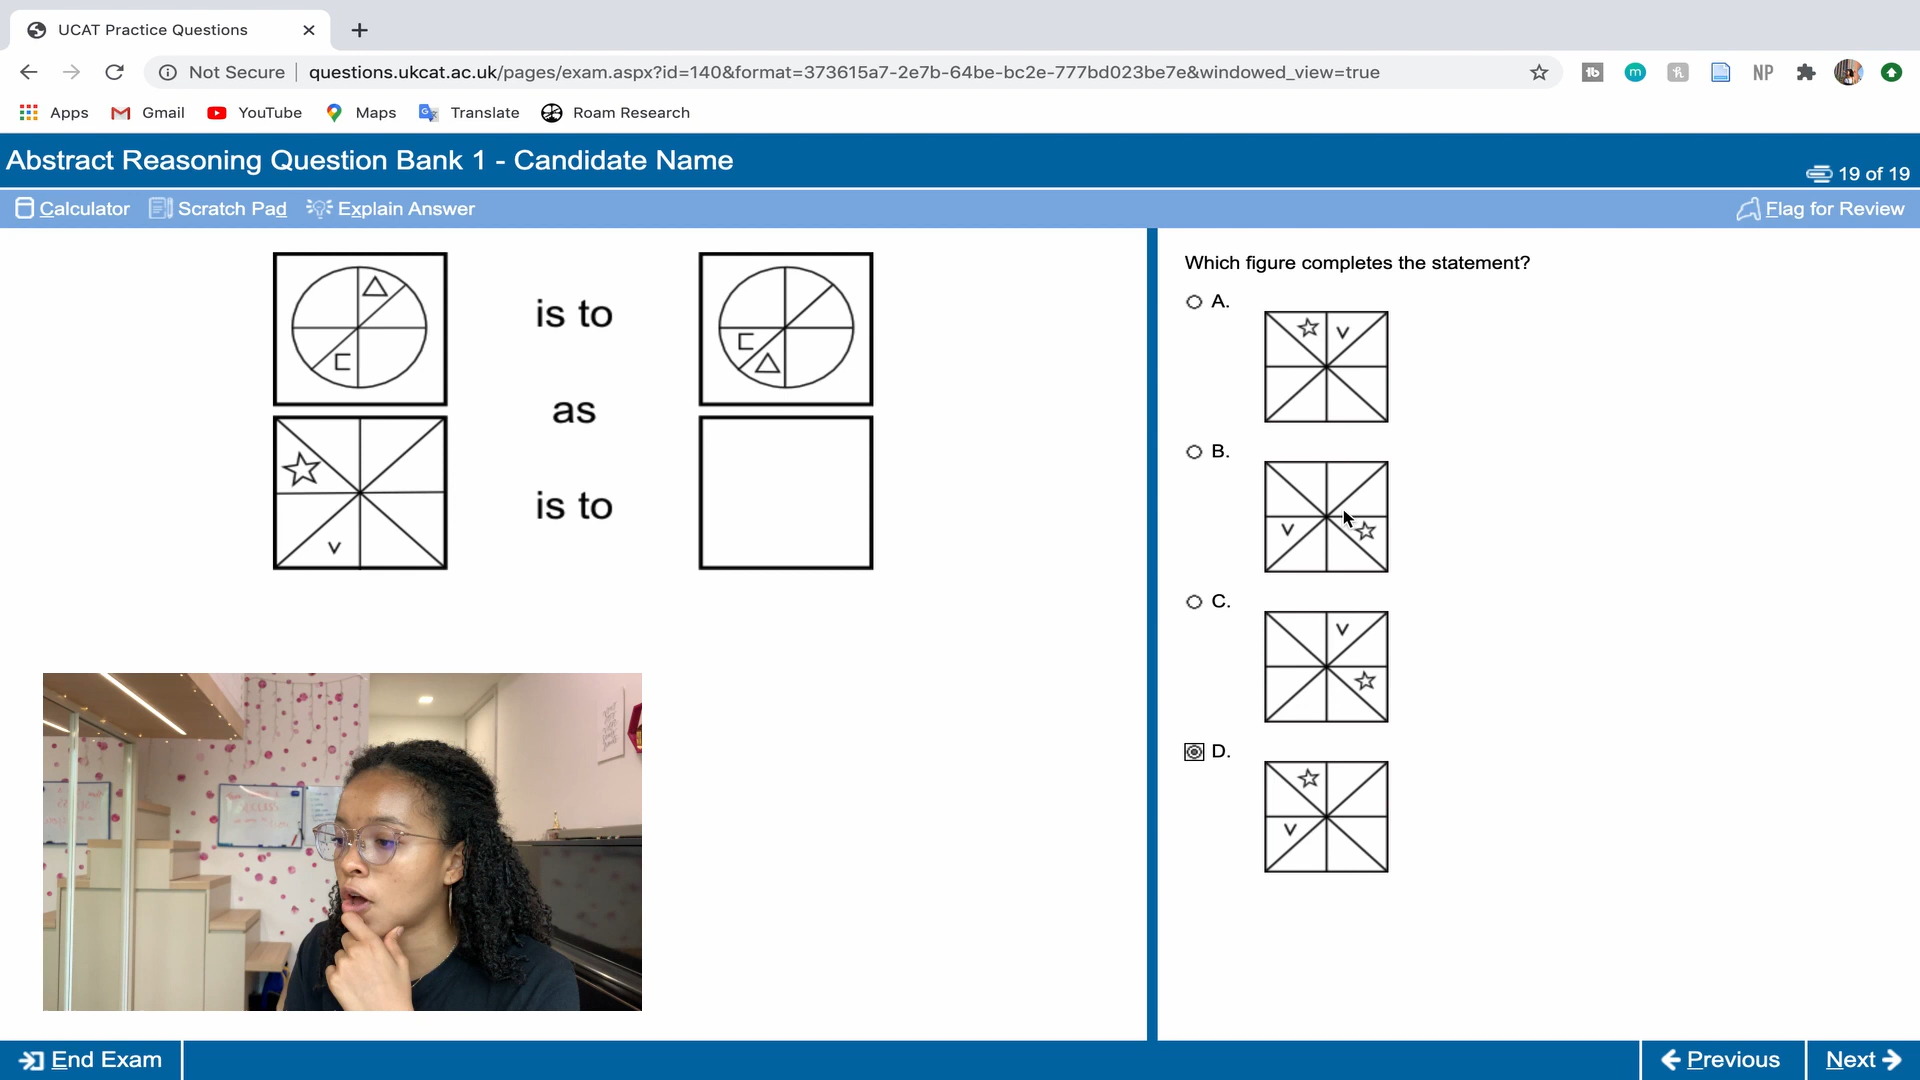 UCAT Practice Questions
Not Secure questions.ukcat.ac.uk/pages/exam.aspx?id=140&format=373615a7-2e7b-64be-bc2e-777bd023be7e&windowed_view=true
NP
Apps Gmail YouTube Maps Translate Roam Research
Abstract Reasoning Question Bank 1 - Candidate Name
19 of 19
Calculator Scratch Pad Explain Answer Flag for Review
is to
as
is to
Which figure completes the statement?
A.
B.
C.
D.
End Exam Previous Next